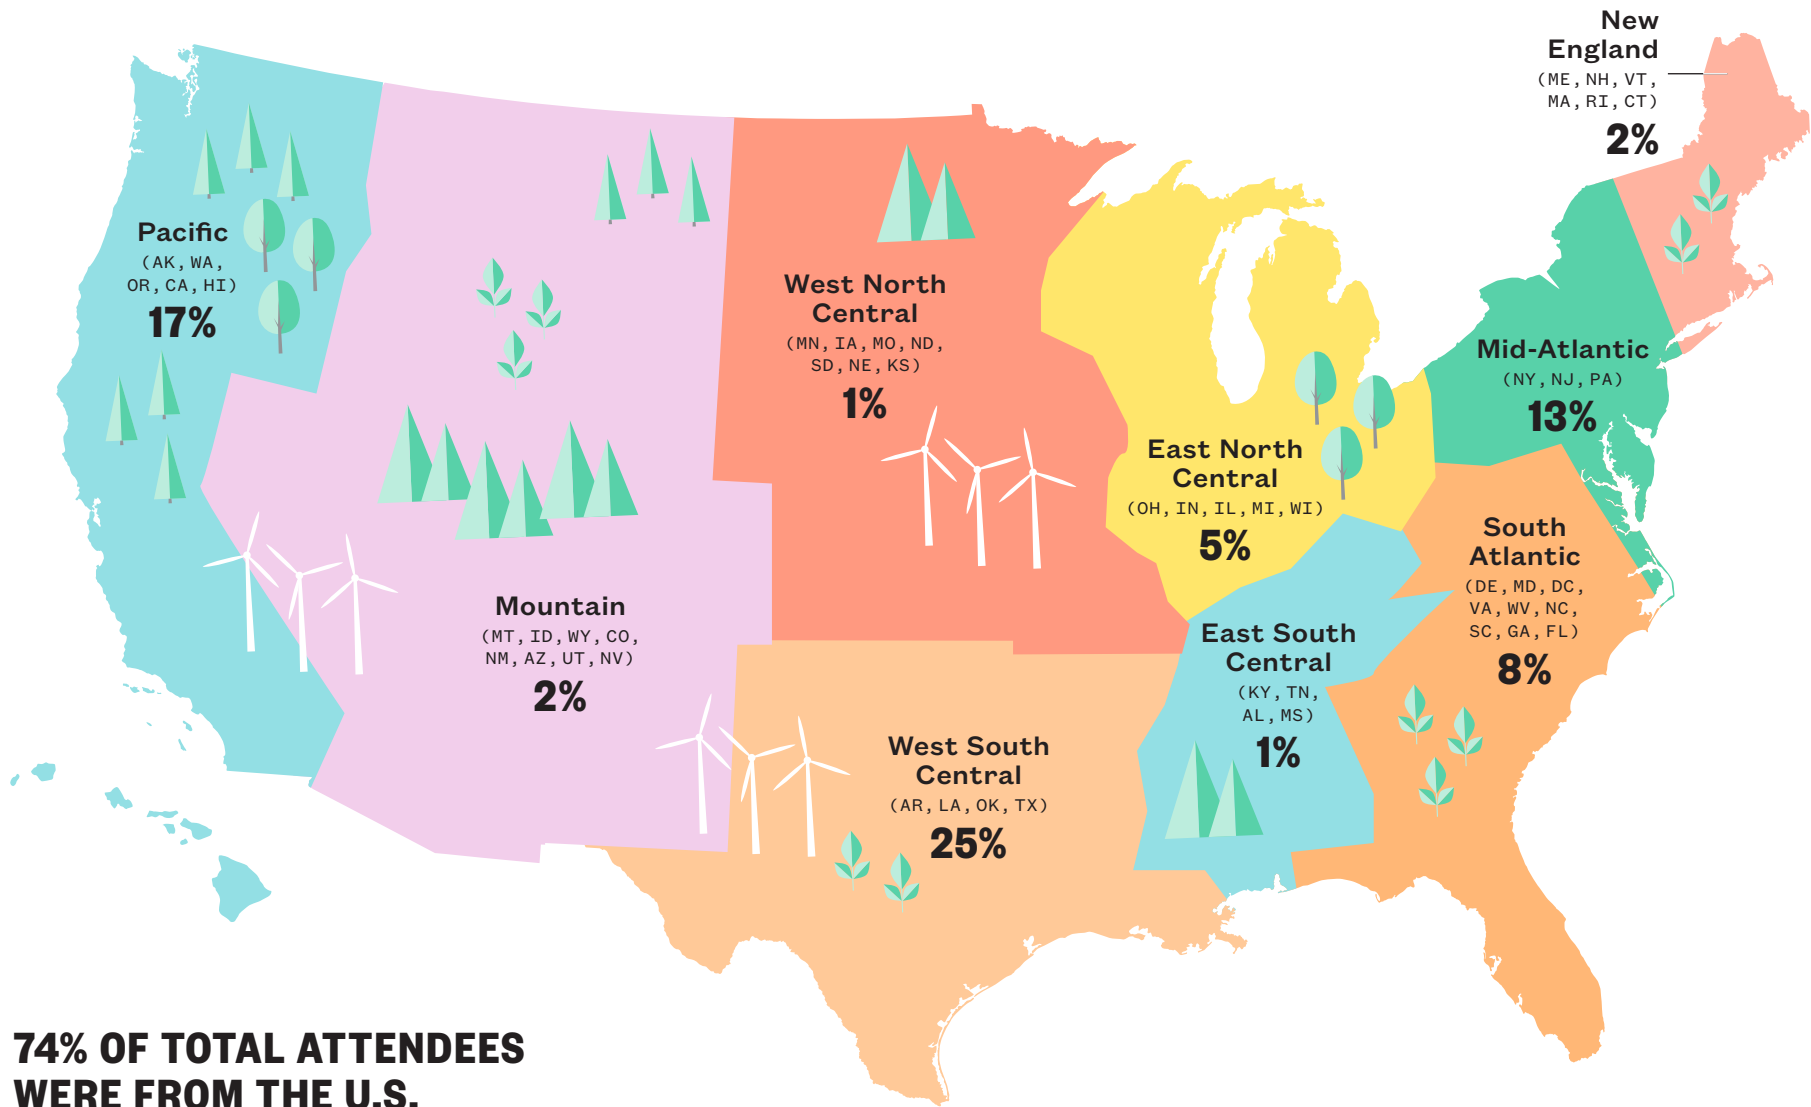 New
England
(ME, NH, VT,
MA, RI, CT)
2%
Pacific
(AK, WA,
OR, CA, HI)
17%
West North
Central
(MN, IA, MO, ND,
SD, NE, KS)
1%
Mid-Atlantic
(NY, NJ, PA)
13%
East North
Central
(OH, IN, IL, MI, WI)
5%
South
Atlantic
(DE, MD, DC,
VA, WV, NC,
SC, GA, FL)
8%
Mountain
(MT, ID, WY, CO,
NM, AZ, UT, NV)
2%
East South
Central
(KY, TN,
AL, MS)
1%
West South
Central
(AR, LA, OK, TX)
25%
74% OF TOTAL ATTENDEES
WERE FROM THE U.S.